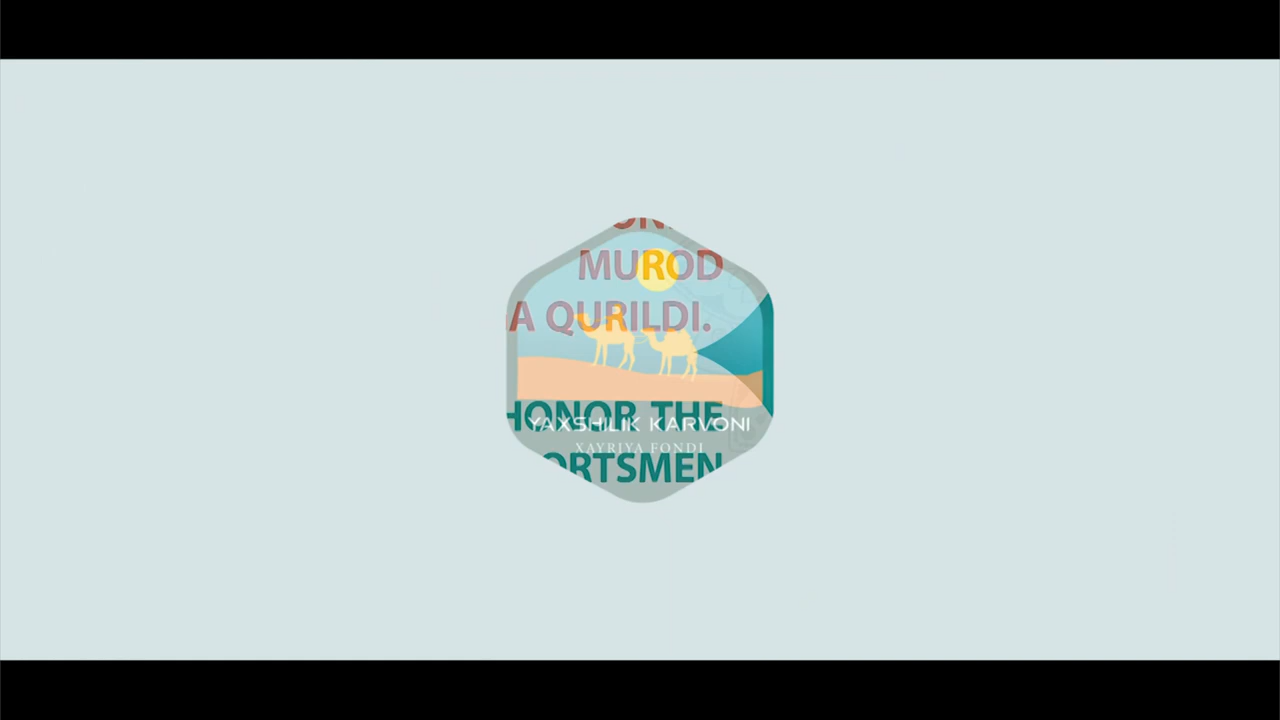 MUROD
A QURILDI.
HONOR THE
YAXSHILIK KARVONI
XAYRIYA FONDI
ORTSMEN